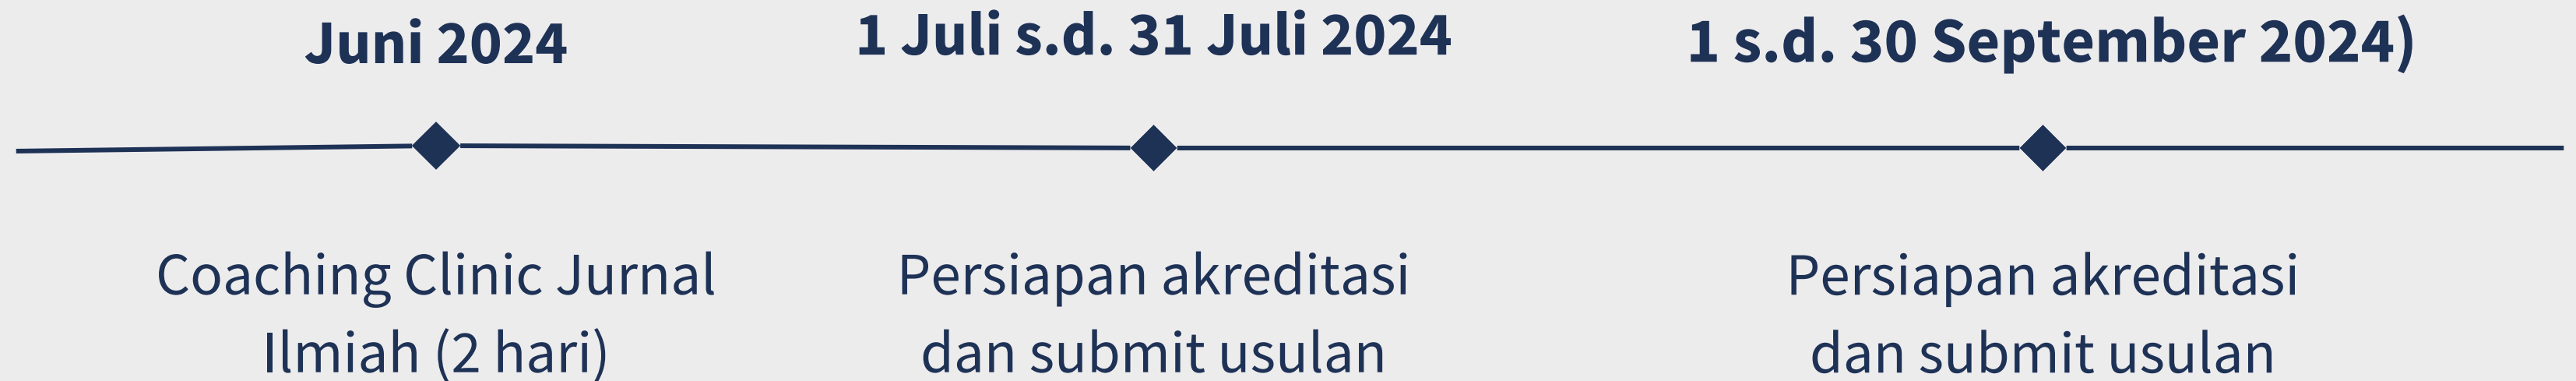 Juni 2024
1 Juli s.d. 31 Juli 2024
1 s.d. 30 September 2024)
Coaching Clinic Jurnal
Ilmiah (2 hari)
Persiapan akreditasi
dan submit usulan
Persiapan akreditasi
dan submit usulan